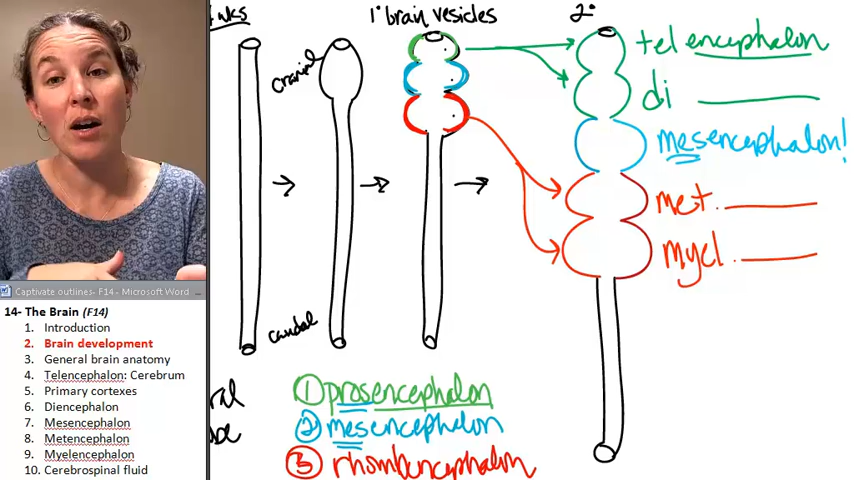 wks
1° brain vesicles
2°
telencephalon
cranial
di
mesencephalon!
met.
myel.
caudal
Captivate outlines- F14 - Microsoft Word
14- The Brain (F14)
1. Introduction
2. Brain development
3. General brain anatomy
4. Telencephalon: Cerebrum
5. Primary cortexes
6. Diencephalon
7. Mesencephalon
8. Metencephalon
9. Myelencephalon
10. Cerebrospinal fluid
① prosencephalon
② mesencephalon
③ rhombencephalon